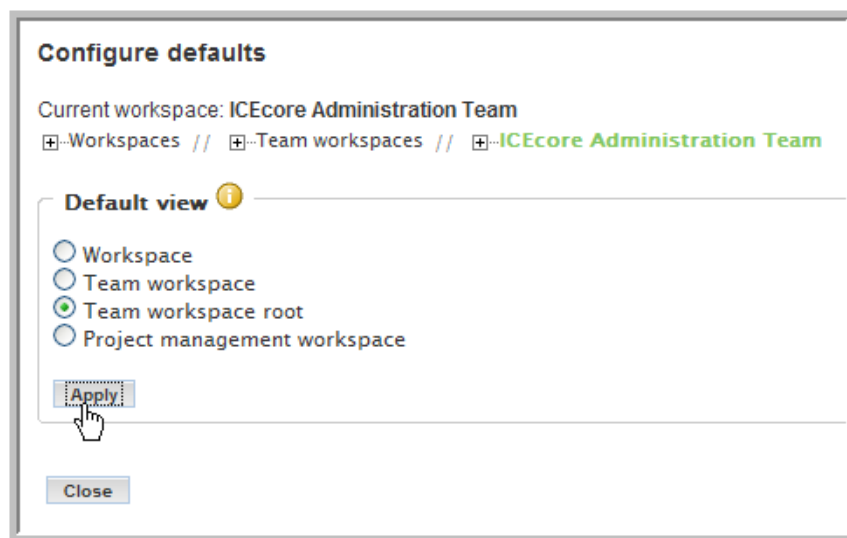 Configure defaults
Current workspace: ICEcore Administration Team
Workspaces // Team workspaces // ICEcore Administration Team
Default view
Workspace
Team workspace
Team workspace root
Project management workspace
Apply
Close